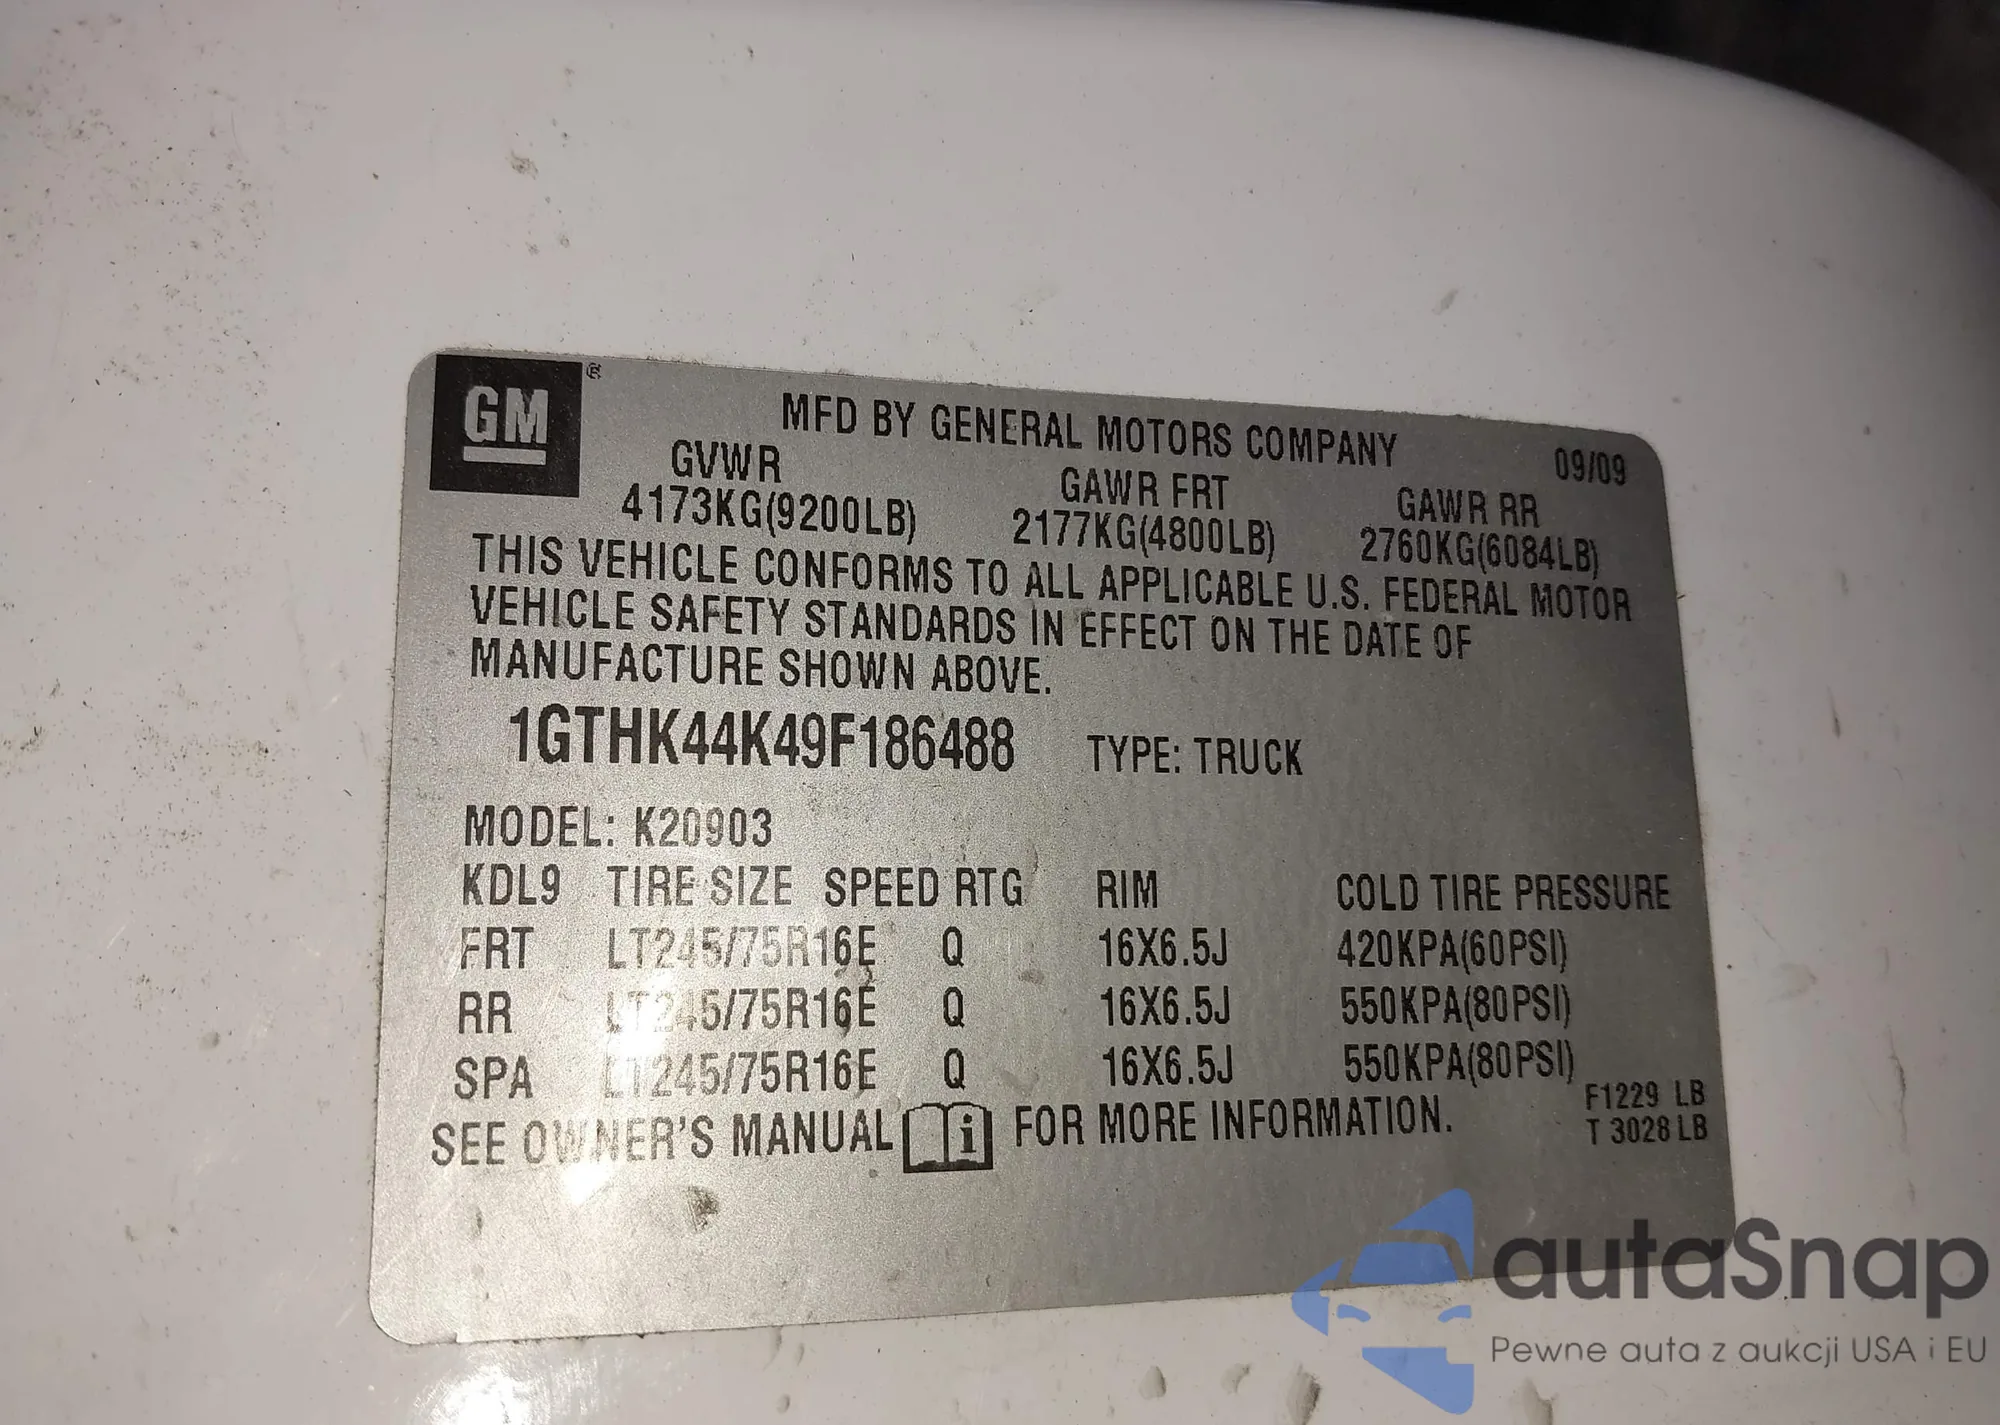 GM ®
MFD BY GENERAL MOTORS COMPANY
09/09
GVWR GAWR FRT GAWR RR
4173KG(9200LB) 2177KG(4800LB) 2760KG(6084LB)
THIS VEHICLE CONFORMS TO ALL APPLICABLE U.S. FEDERAL MOTOR
VEHICLE SAFETY STANDARDS IN EFFECT ON THE DATE OF
MANUFACTURE SHOWN ABOVE.
1GTHK44K49F186488 TYPE: TRUCK
MODEL: K20903
KDL9 TIRE SIZE SPEED RTG RIM COLD TIRE PRESSURE
FRT LT245/75R16E Q 16X6.5J 420KPA(60PSI)
RR LT245/75R16E Q 16X6.5J 550KPA(80PSI)
SPA LT245/75R16E Q 16X6.5J 550KPA(80PSI)
F1229 LB
T 3028 LB
SEE OWNER'S MANUAL i FOR MORE INFORMATION.
autaSnap
Pewne auta z aukcji USA i EU